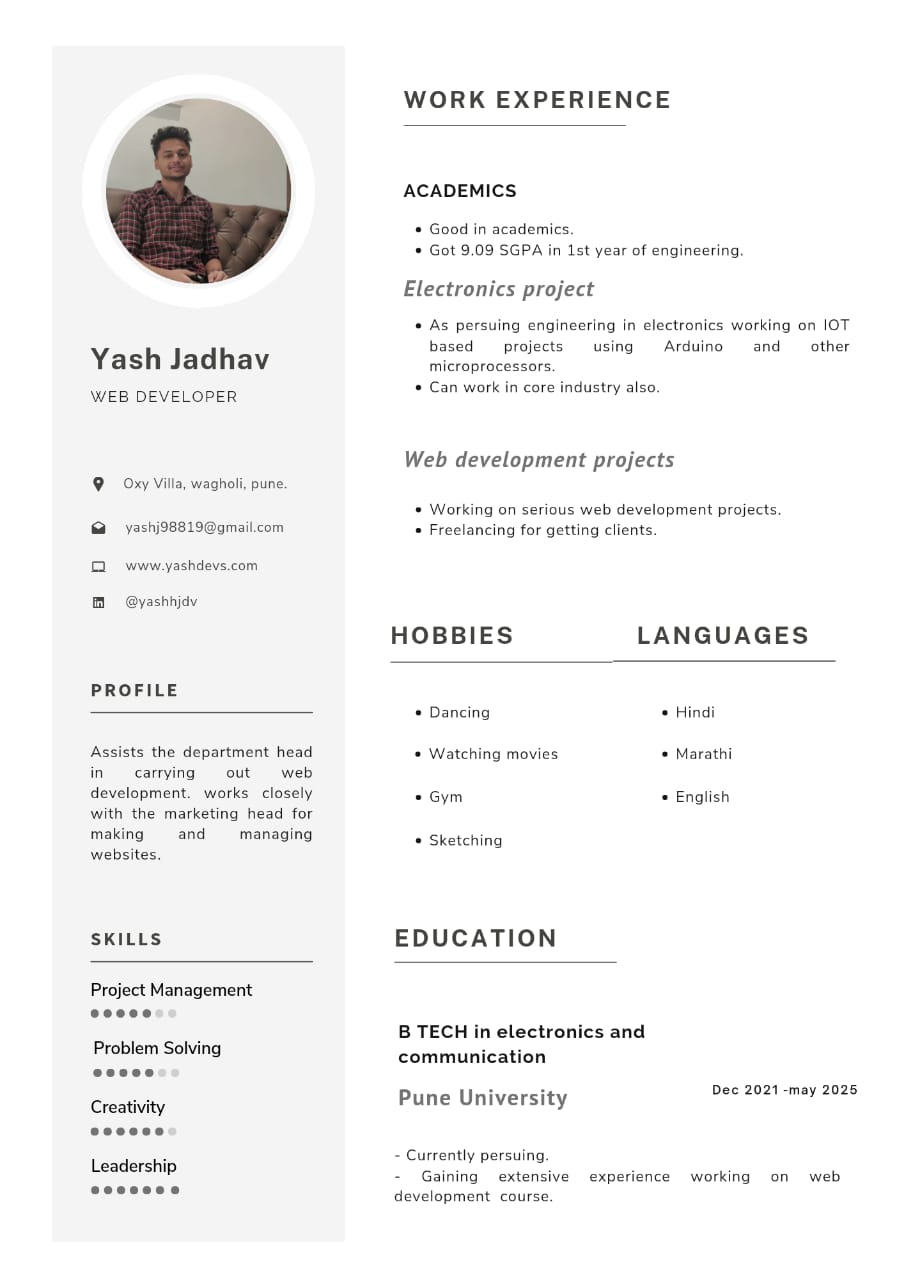 Yash Jadhav
WEB DEVELOPER
Oxy Villa, wagholi, pune.
yashj98819@gmail.com
www.yashdevs.com
@yashhjdv
PROFILE
Assists the department head
in carrying out web
development. works closely
with the marketing head for
making and managing
websites.
SKILLS
Project Management
Problem Solving
Creativity
Leadership
WORK EXPERIENCE
ACADEMICS
• Good in academics.
• Got 9.09 SGPA in 1st year of engineering.
Electronics project
• As persuing engineering in electronics working on IOT
based projects using Arduino and other
microprocessors.
• Can work in core industry also.
Web development projects
• Working on serious web development projects.
• Freelancing for getting clients.
HOBBIES
• Dancing
• Watching movies
• Gym
• Sketching
LANGUAGES
• Hindi
• Marathi
• English
EDUCATION
B TECH in electronics and
communication
Pune University
Dec 2021 -may 2025
- Currently persuing.
- Gaining extensive experience working on web
development course.